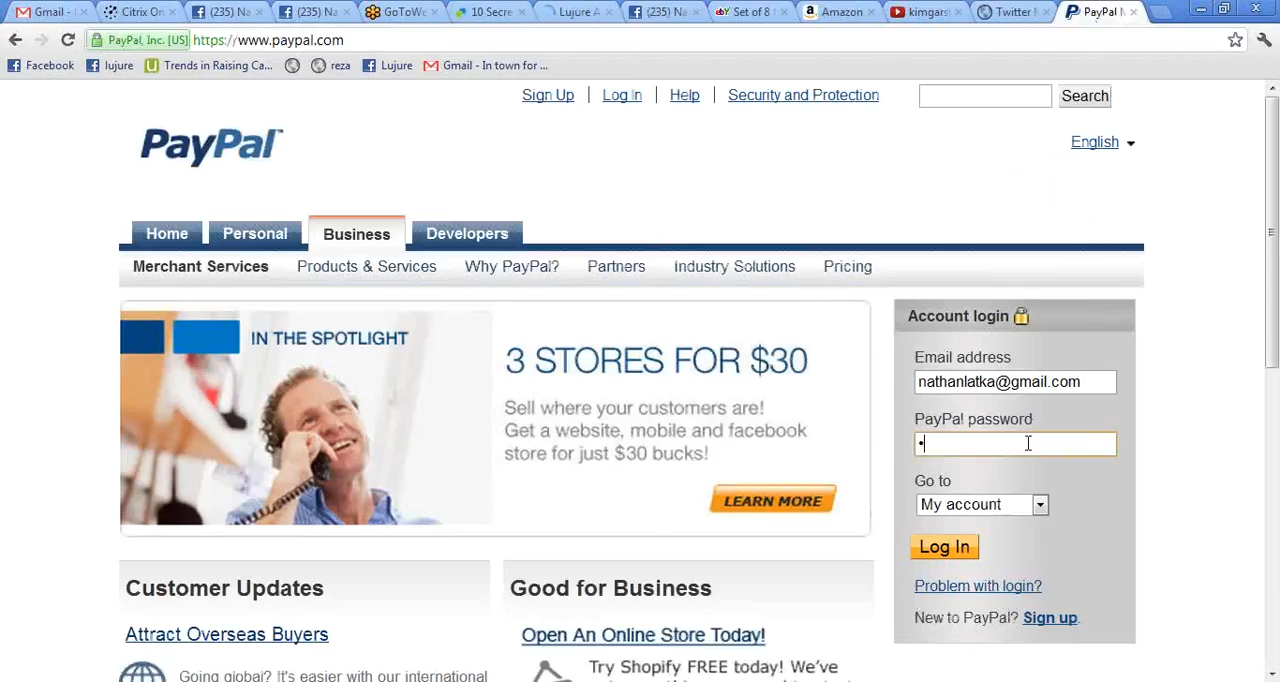 Gmail -
Citrix On
(235) Na
(315) Na
GoToWe
10 Secre
Lujure A
(235) Na
Set of 8
Amazon
kimgarst
Twitter
PayPal M
PayPal, Inc. [US] https://www.paypal.com
Facebook lujure Trends in Raising Ca... reza Lujure Gmail - In town for ...
Sign Up | Log In | Help | Security and Protection Search
PayPal™
English
Home Personal Business Developers
Merchant Services Products & Services Why PayPal? Partners Industry Solutions Pricing
IN THE SPOTLIGHT
3 STORES FOR $30
Sell where your customers are!
Get a website, mobile and facebook
store for just $30 bucks!
LEARN MORE
Account login
Email address
nathanlatka@gmail.com
PayPal password
•
Go to
My account
Log In
Problem with login?
New to PayPal? Sign up.
Customer Updates
Attract Overseas Buyers
Going global? It's easier with our international
Good for Business
Open An Online Store Today!
Try Shopify FREE today! We've